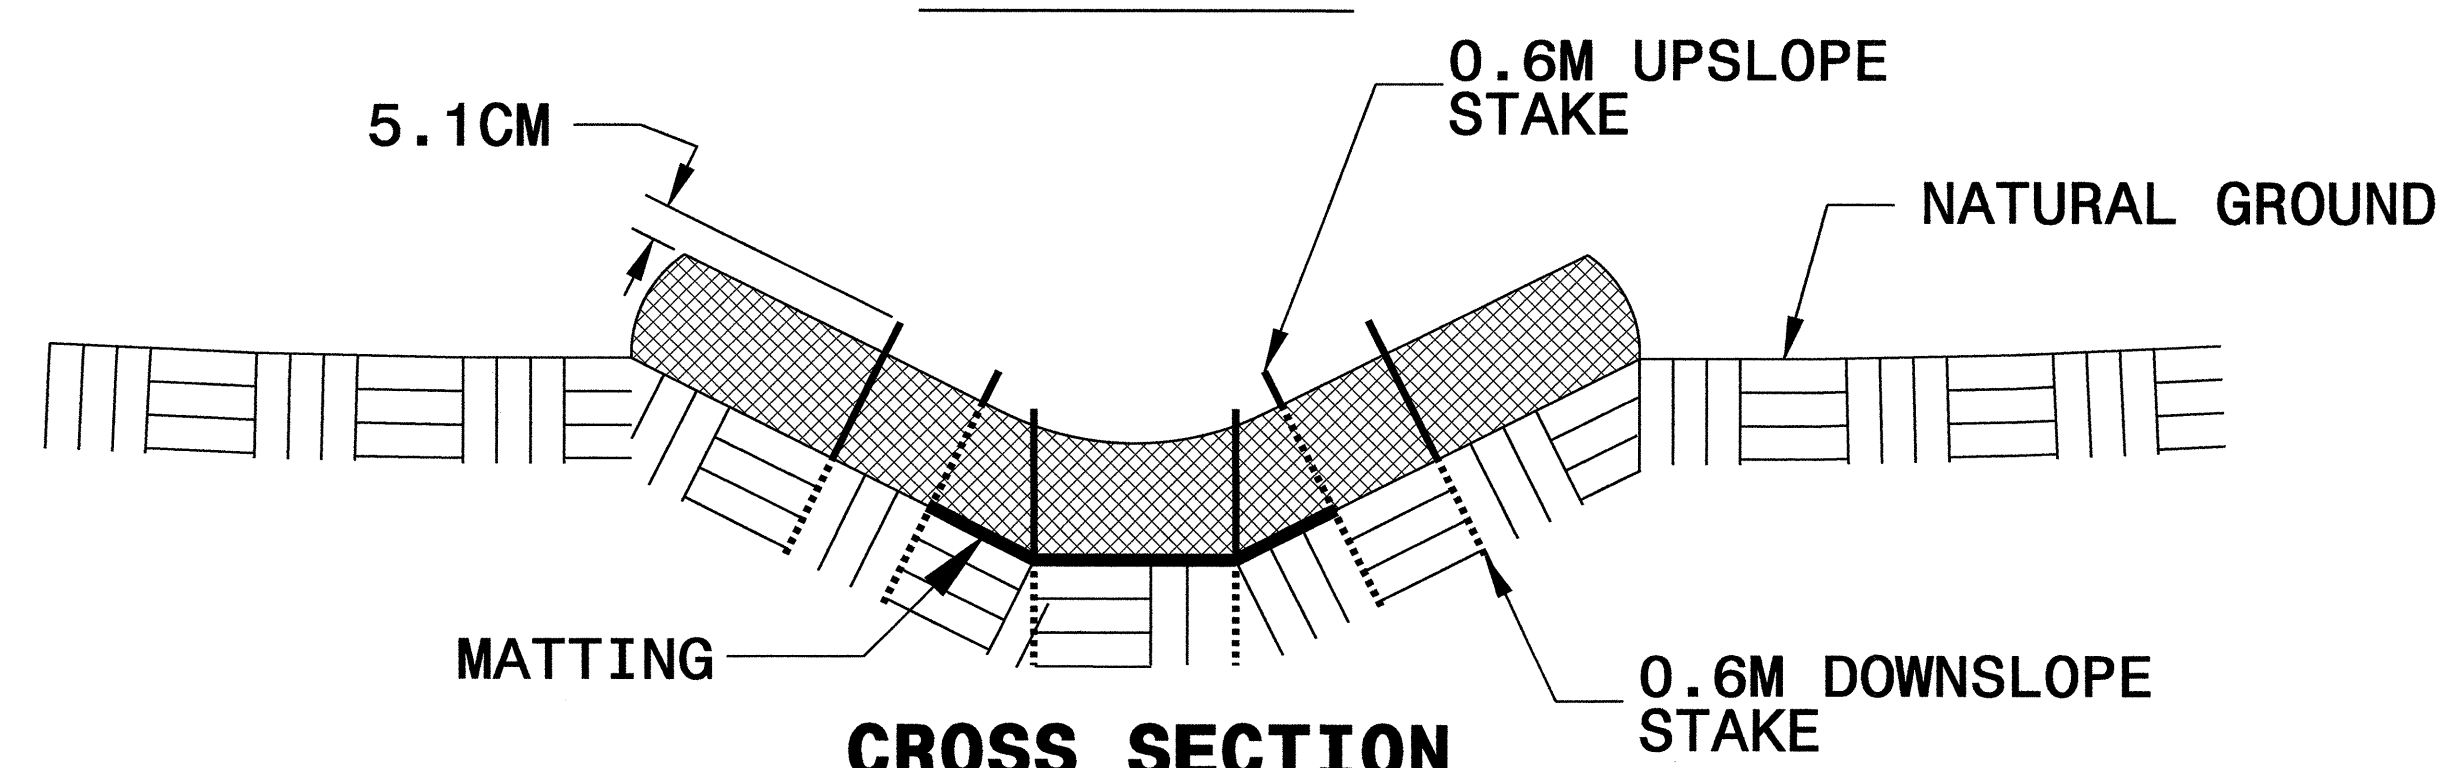 0.6M UPSLOPE
STAKE
5.1CM
NATURAL GROUND
MATTING
0.6M DOWNSLOPE
STAKE
CROSS SECTION